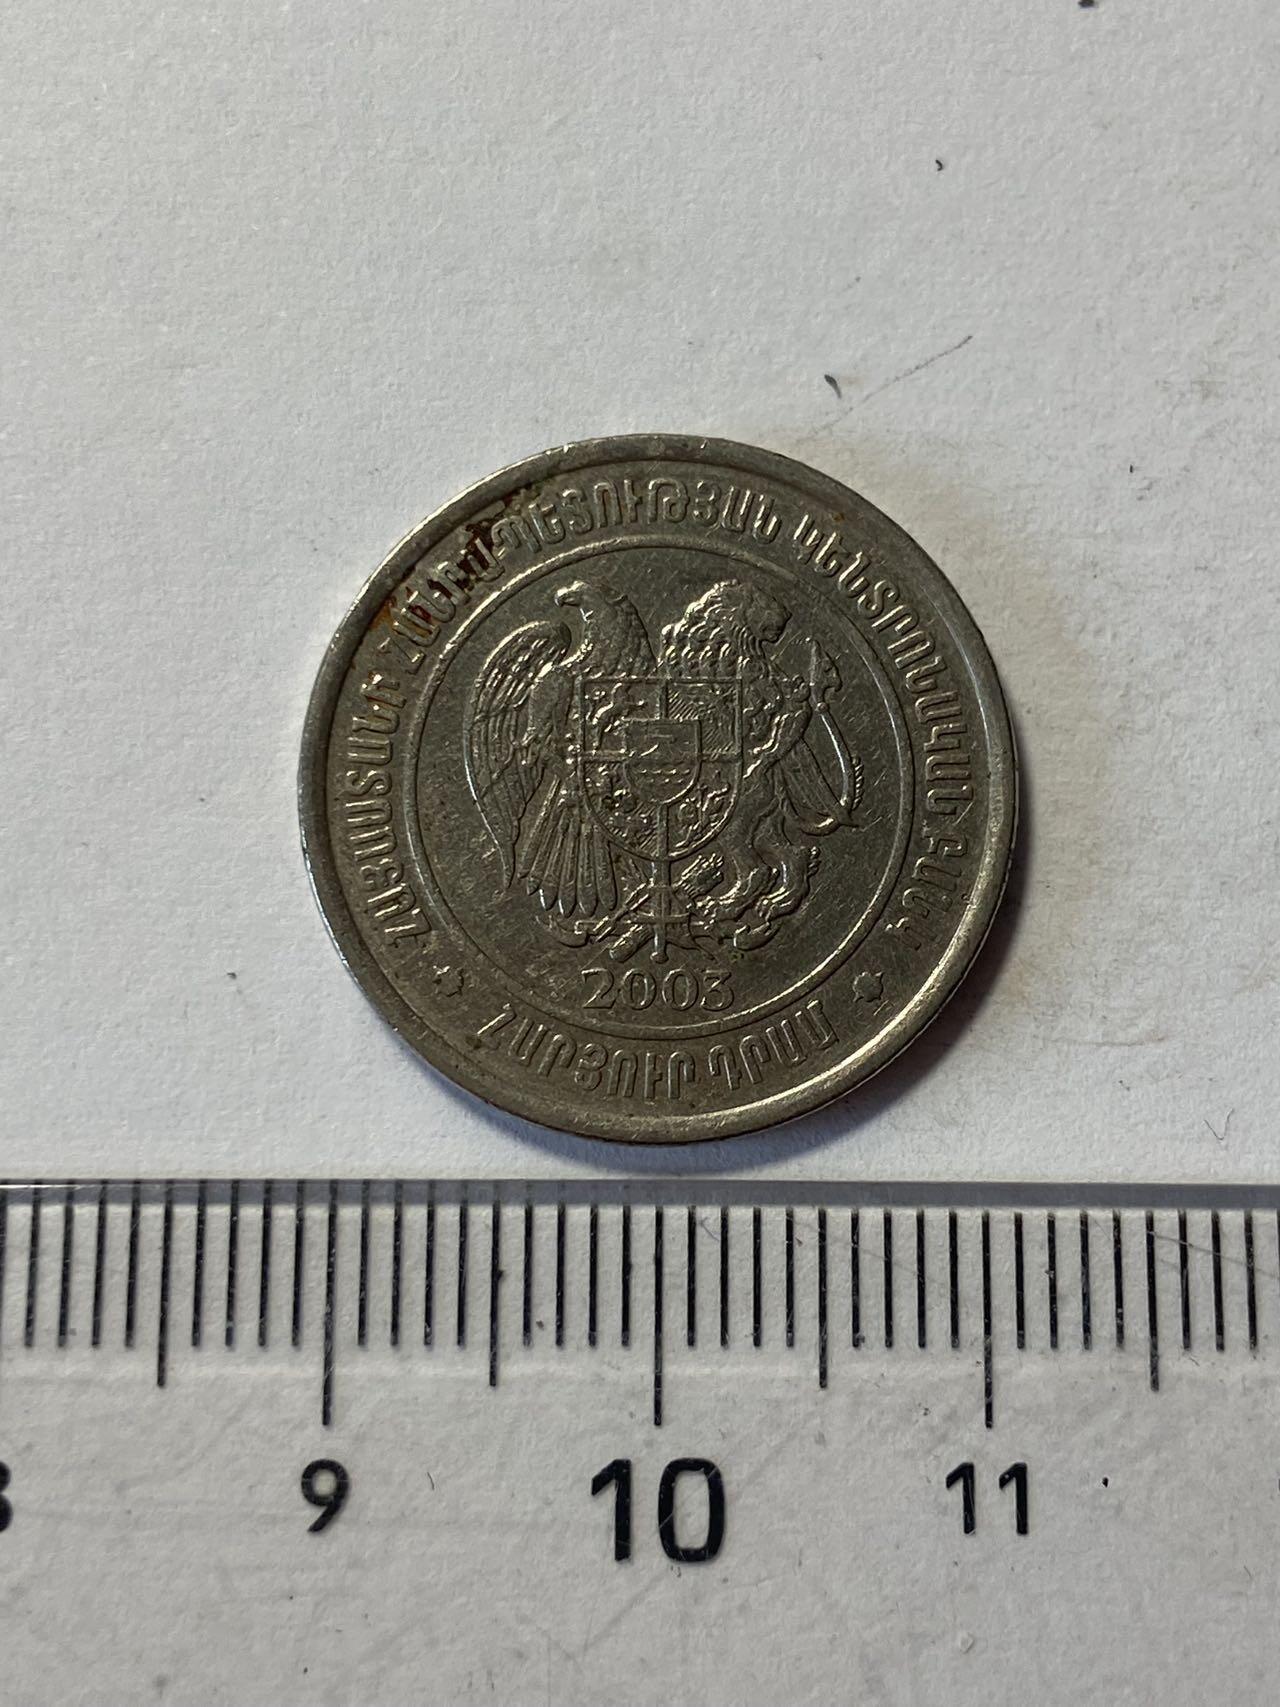 ՀԱՅԱՍՏԱՆԻ ՀԱՆՐԱՊԵՏՈՒԹՅԱՆ ԿԵՆՏՐՈՆԱԿԱՆ ԲԱՆԿ
2003
ՀԱՐՅՈՒՐ ԴՐԱՄ
9 10 11